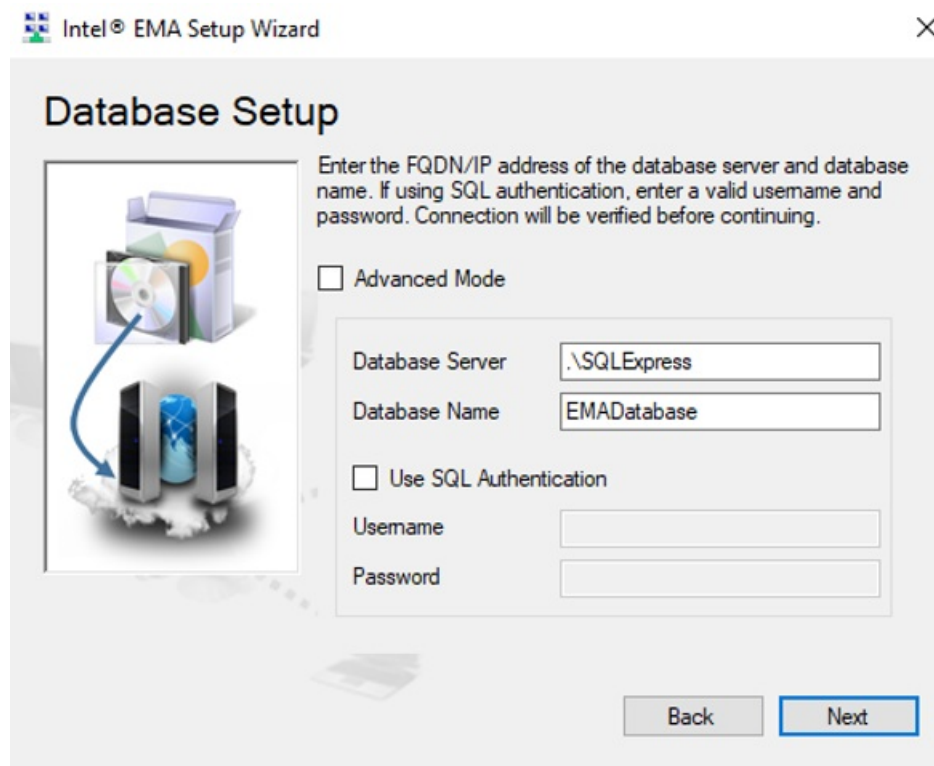 Intel® EMA Setup Wizard
Database Setup
Enter the FQDN/IP address of the database server and database
name. If using SQL authentication, enter a valid username and
password. Connection will be verified before continuing.
Advanced Mode
Database Server .\SQLExpress
Database Name EMADatabase
Use SQL Authentication
Username
Password
Back Next